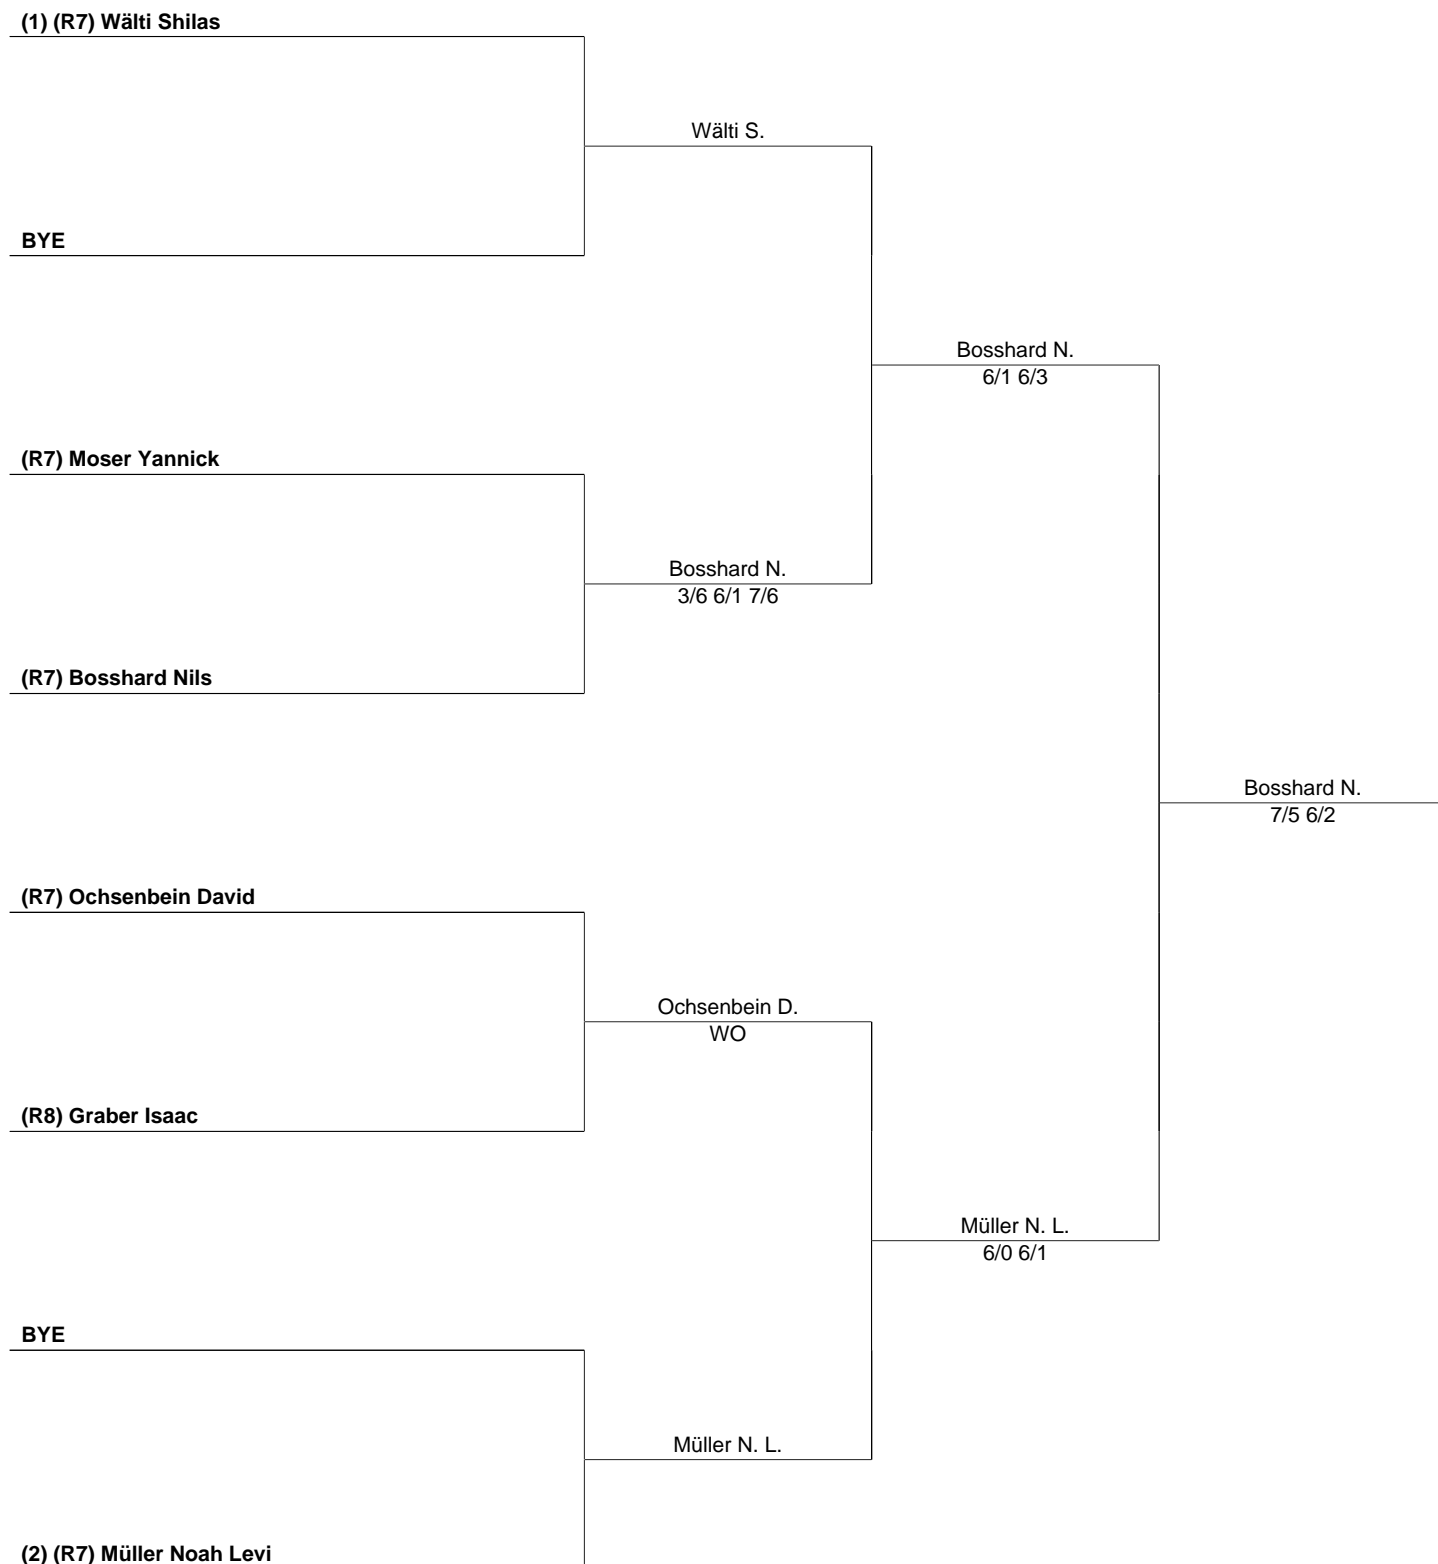 (1) (R7) Wälti Shilas
Wälti S.
BYE
Bosshard N.
6/1 6/3
(R7) Moser Yannick
Bosshard N.
3/6 6/1 7/6
(R7) Bosshard Nils
Bosshard N.
7/5 6/2
(R7) Ochsenbein David
Ochsenbein D.
WO
(R8) Graber Isaac
Müller N. L.
6/0 6/1
BYE
Müller N. L.
(2) (R7) Müller Noah Levi